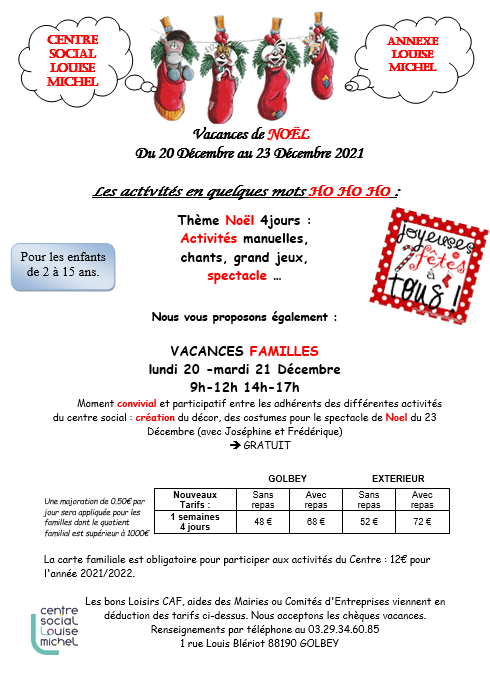 CENTRE
SOCIAL
LOUISE
MICHEL
ANNEXE
LOUISE
MICHEL
Vacances de NOËL
Du 20 Décembre au 23 Décembre 2021
Les activités en quelques mots HO HO HO :
Thème Noël 4jours :
Activités manuelles,
chants, grand jeux,
spectacle …
Pour les enfants
de 2 à 15 ans.
joyeuses
fêtes
à
tous !
Nous vous proposons également :
VACANCES FAMILLES
lundi 20 -mardi 21 Décembre
9h-12h 14h-17h
Moment convivial et participatif entre les adhérents des différentes activités
du centre social : création du décor, des costumes pour le spectacle de Noel du 23
Décembre (avec Joséphine et Frédérique)
➔ GRATUIT
Une majoration de 0.50€ par
jour sera appliquée pour les
familles dont le quotient
familial est supérieur à 1000€
GOLBEY EXTERIEUR
Nouveaux Tarifs : Sans repas Avec repas Sans repas Avec repas
1 semaines 4 jours 48 € 68 € 52 € 72 €
La carte familiale est obligatoire pour participer aux activités du Centre : 12€ pour
l'année 2021/2022.
Les bons Loisirs CAF, aides des Mairies ou Comités d'Entreprises viennent en
déduction des tarifs ci-dessus. Nous acceptons les chèques vacances.
Renseignements par téléphone au 03.29.34.60.85
1 rue Louis Blériot 88190 GOLBEY
centre
social
Louise
michel